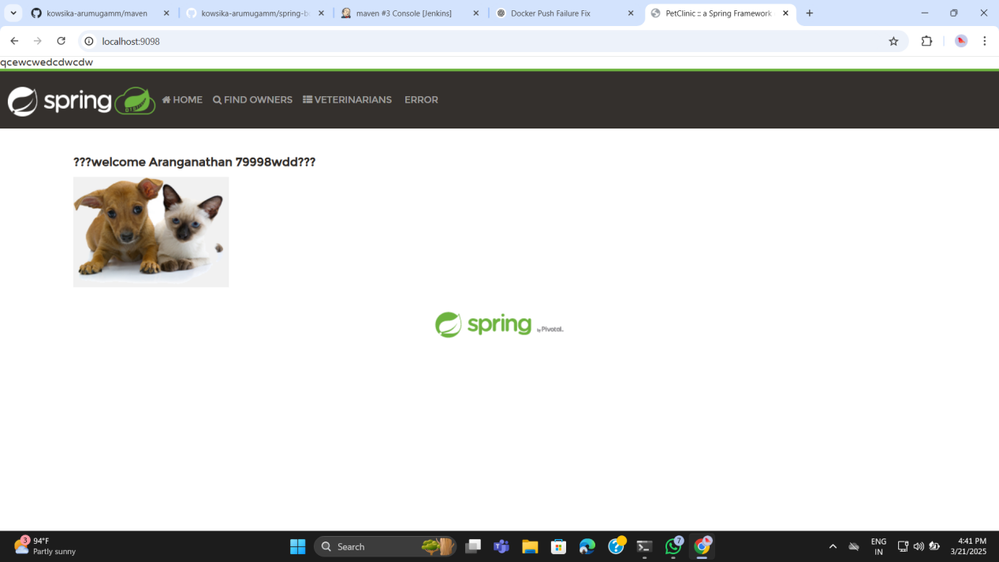 kowsika-arumugamm/maven
kowsika-arumugamm/spring-b
maven #3 Console [Jenkins]
Docker Push Failure Fix
PetClinic :: a Spring Framework
localhost:9098
qcewcwedcdwcdw
spring
HOME
FIND OWNERS
VETERINARIANS
ERROR
???welcome Aranganathan 79998wdd???
spring by Pivotal.
3
94°F
Partly sunny
Search
7
ENG
IN
4:41 PM
3/21/2025